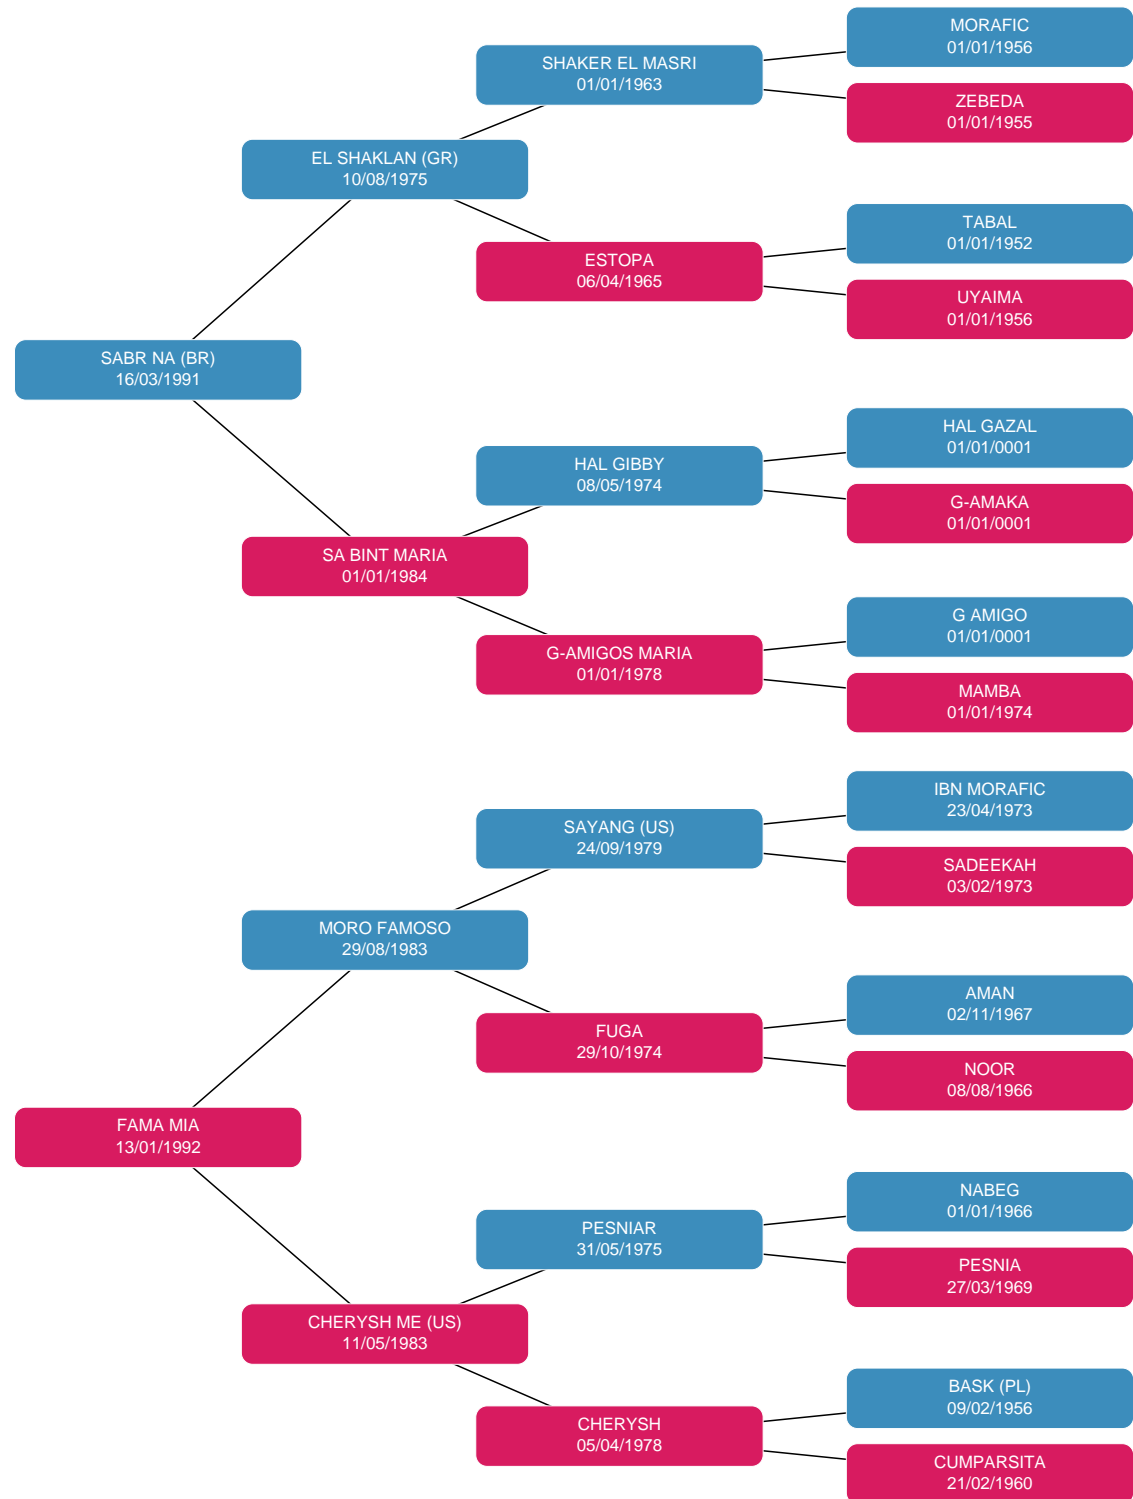 MORAFIC
01/01/1956
SHAKER EL MASRI
01/01/1963
ZEBEDA
01/01/1955
EL SHAKLAN (GR)
10/08/1975
TABAL
01/01/1952
ESTOPA
06/04/1965
UYAIMA
01/01/1956
SABR NA (BR)
16/03/1991
HAL GAZAL
01/01/0001
HAL GIBBY
08/05/1974
G-AMAKA
01/01/0001
SA BINT MARIA
01/01/1984
G AMIGO
01/01/0001
G-AMIGOS MARIA
01/01/1978
MAMBA
01/01/1974
IBN MORAFIC
23/04/1973
SAYANG (US)
24/09/1979
SADEEKAH
03/02/1973
MORO FAMOSO
29/08/1983
AMAN
02/11/1967
FUGA
29/10/1974
NOOR
08/08/1966
FAMA MIA
13/01/1992
NABEG
01/01/1966
PESNIAR
31/05/1975
PESNIA
27/03/1969
CHERYSH ME (US)
11/05/1983
BASK (PL)
09/02/1956
CHERYSH
05/04/1978
CUMPARSITA
21/02/1960